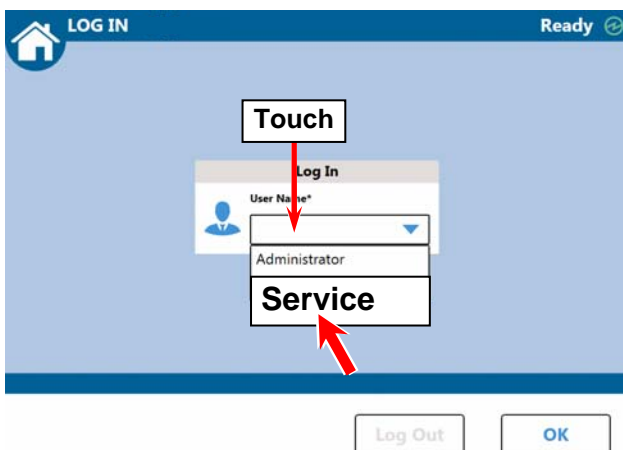 LOG IN
Ready
Touch
Log In
User Name*
Administrator
Service
Log Out
OK